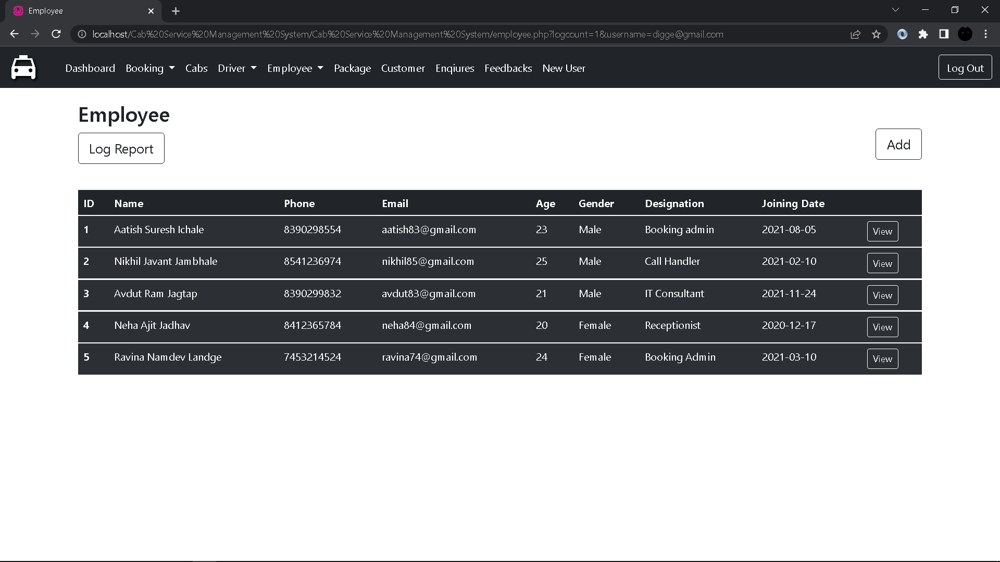 Employee
localhost/Cab%20Service%20Management%20System/Cab%20Service%20Management%20System/employee.php?logcount=1&username=digge@gmail.com
Dashboard Booking Cabs Driver Employee Package Customer Enqiures Feedbacks New User Log Out
Employee
Log Report Add
ID Name Phone Email Age Gender Designation Joining Date
1 Aatish Suresh Ichale 8390298554 aatish83@gmail.com 23 Male Booking admin 2021-08-05 View
2 Nikhil Javant Jambhale 8541236974 nikhil85@gmail.com 25 Male Call Handler 2021-02-10 View
3 Avdut Ram Jagtap 8390299832 avdut83@gmail.com 21 Male IT Consultant 2021-11-24 View
4 Neha Ajit Jadhav 8412365784 neha84@gmail.com 20 Female Receptionist 2020-12-17 View
5 Ravina Namdev Landge 7453214524 ravina74@gmail.com 24 Female Booking Admin 2021-03-10 View